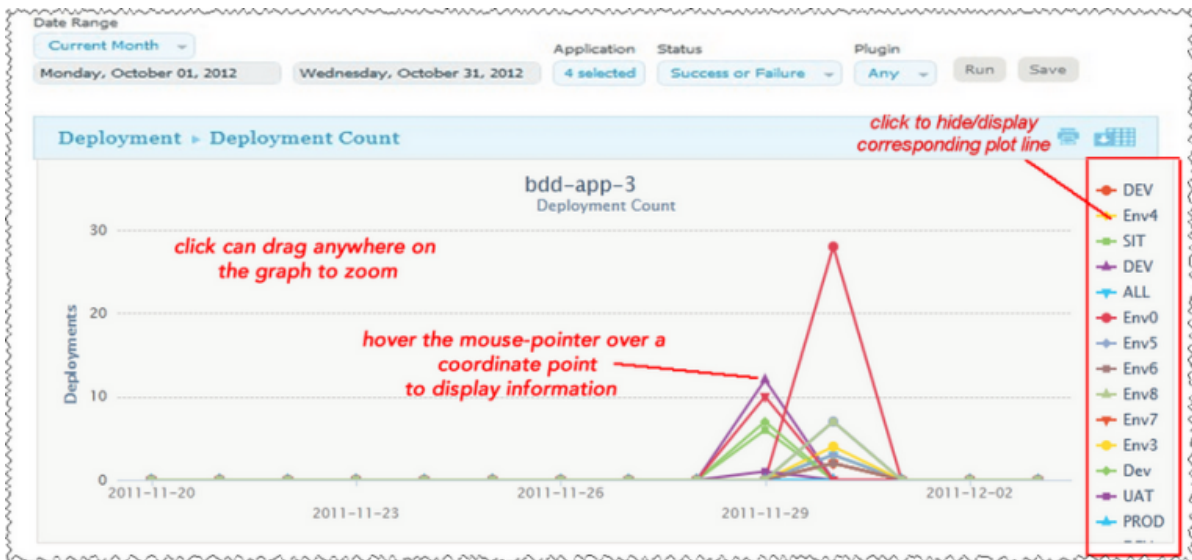 Date Range
Current Month
Application Status Plugin
Monday, October 01, 2012 Wednesday, October 31, 2012 4 selected Success or Failure Any Run Save
Deployment ▸ Deployment Count
click to hide/display
corresponding plot line
bdd-app-3
Deployment Count
click can drag anywhere on
the graph to zoom
hover the mouse-pointer over a
coordinate point
to display information
Deployments
30
20
10
0
2011-11-20
2011-11-23
2011-11-26
2011-11-29
2011-12-02
DEV
Env4
SIT
DEV
ALL
Env0
Env5
Env6
Env8
Env7
Env3
Dev
UAT
PROD